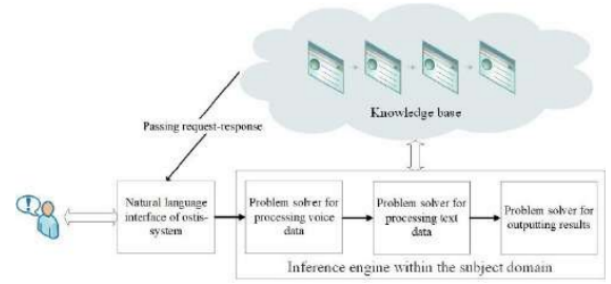 Knowledge base
Passing request-response
Natural language
interface of ostis-
system
Problem solver for
processing voice
data
Problem solver for
processing text
data
Problem solver for
outputting results
Inference engine within the subject domain